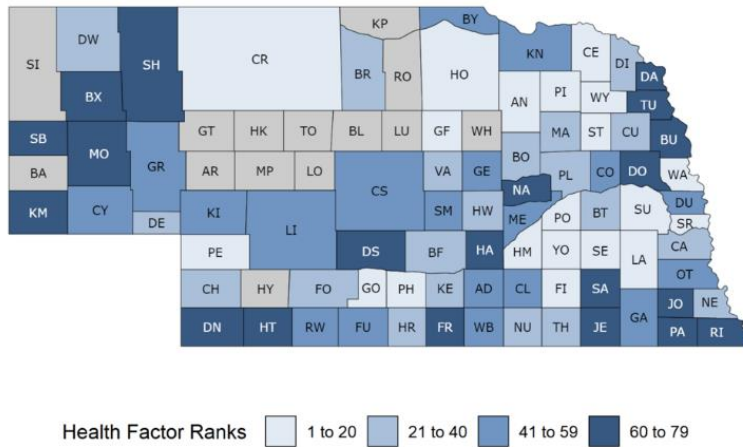 KP BY
SI DW SH CR BR RO HO KN CE DI DA
BX AN PI WY TU
SB MO GR GT HK TO BL LU GF WH MA ST CU BU
BA AR MP LO CS VA GE BO PL CO DO WA
KM CY DE KI LI SM HW NA ME PO BT SU DU SR
PE DS BF HA HM YO SE LA CA
CH HY FO GO PH KE AD CL FI SA OT JO NE
DN HT RW FU HR FR WB NU TH JE GA PA RI
Health Factor Ranks 1 to 20 21 to 40 41 to 59 60 to 79